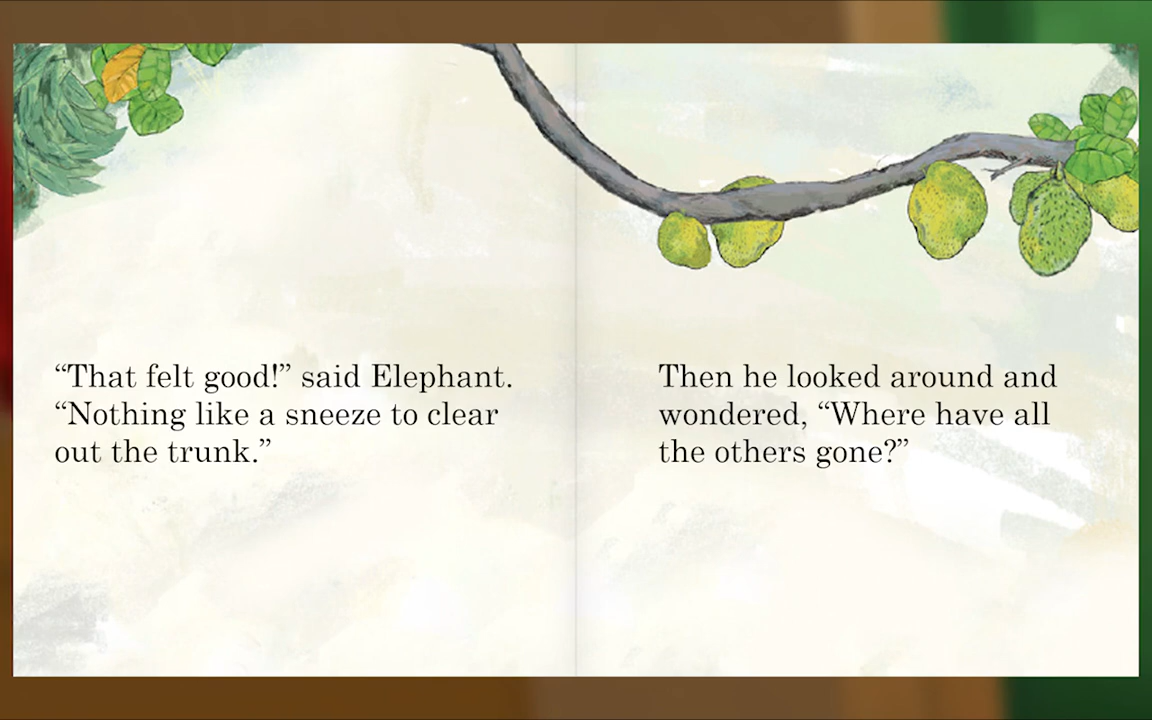 “That felt good!” said Elephant.
“Nothing like a sneeze to clear
out the trunk.”
Then he looked around and
wondered, “Where have all
the others gone?”